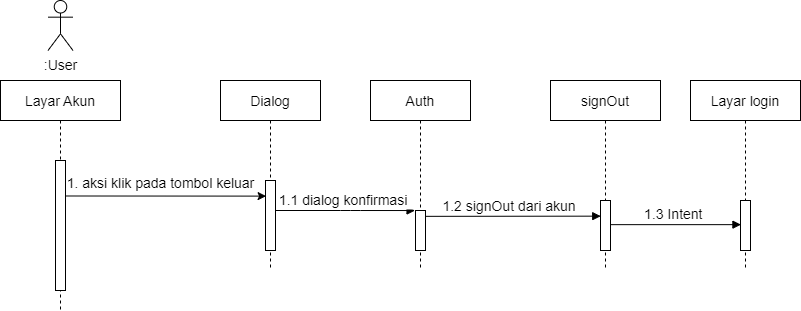 :User
Layar Akun
Dialog
Auth
signOut
Layar login
1. aksi klik pada tombol keluar
1.1 dialog konfirmasi
1.2 signOut dari akun
1.3 Intent